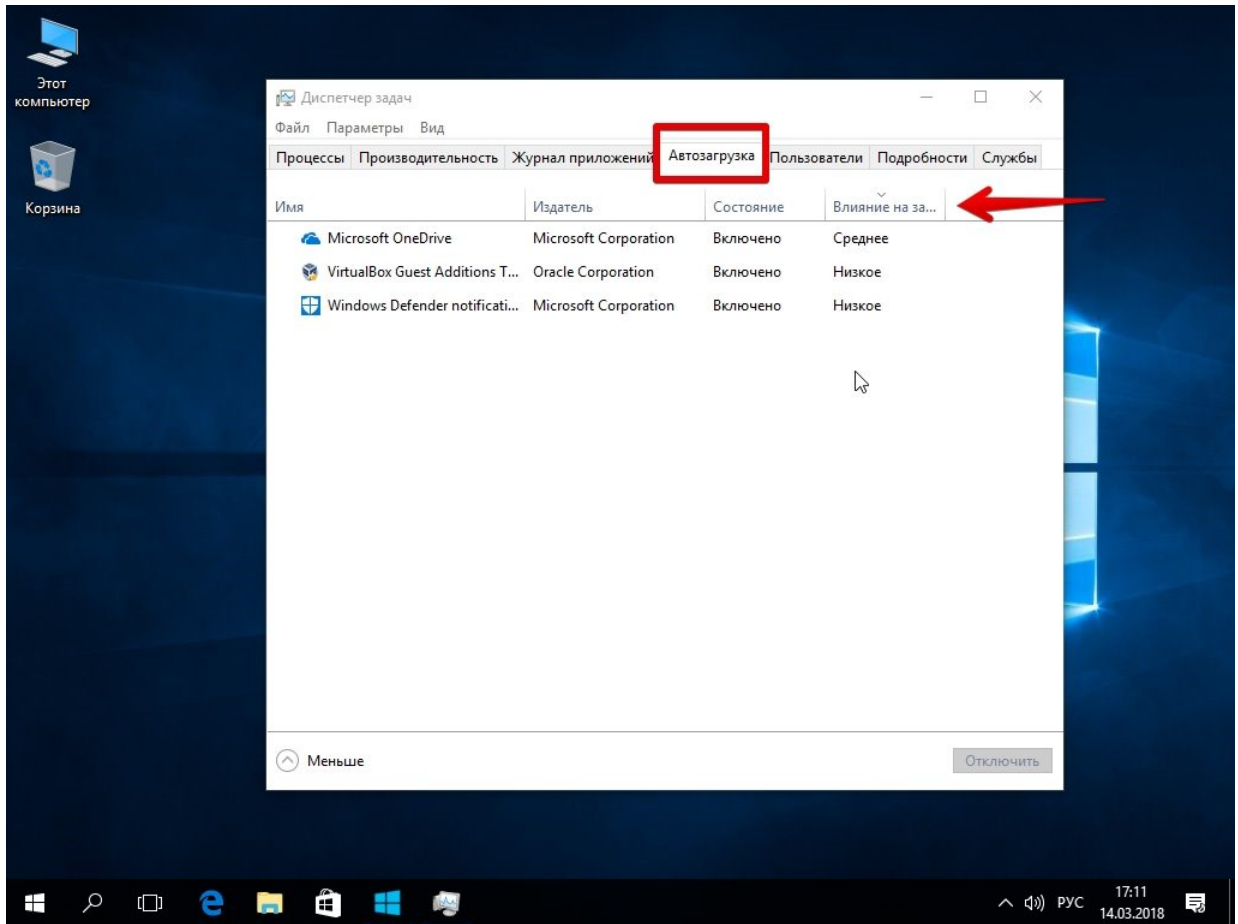 Этот
компьютер
Корзина
Диспетчер задач
Файл Параметры Вид
Процессы Производительность Журнал приложений Автозагрузка Пользователи Подробности Службы
Имя Издатель Состояние Влияние на за...
Microsoft OneDrive Microsoft Corporation Включено Среднее
VirtualBox Guest Additions T... Oracle Corporation Включено Низкое
Windows Defender notificati... Microsoft Corporation Включено Низкое
Меньше Отключить
РУС 17:11
14.03.2018